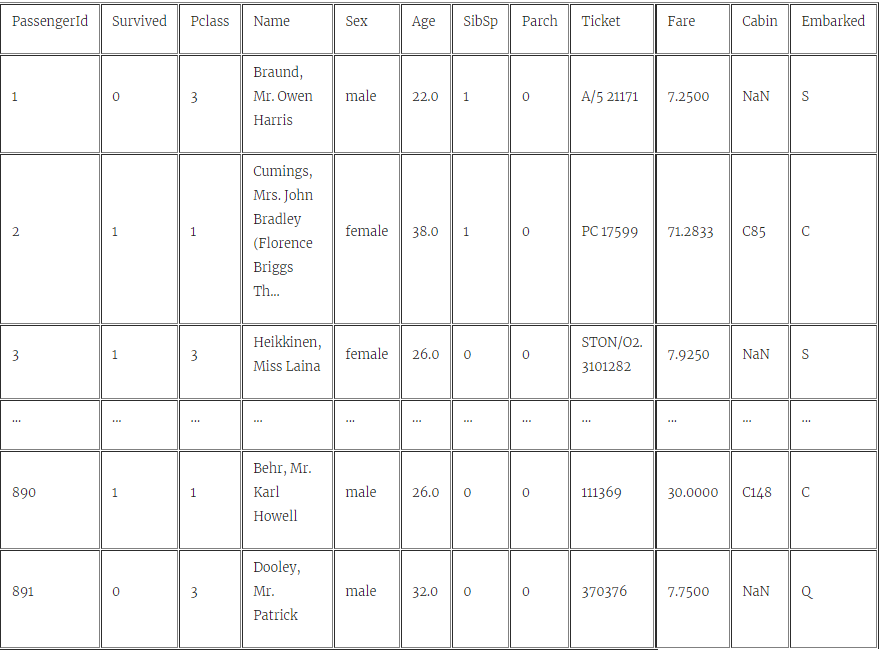 PassengerId Survived Pclass Name Sex Age SibSp Parch Ticket Fare Cabin Embarked
1 0 3 Braund, Mr. Owen Harris male 22.0 1 0 A/5 21171 7.2500 NaN S
2 1 1 Cumings, Mrs. John Bradley (Florence Briggs Th... female 38.0 1 0 PC 17599 71.2833 C85 C
3 1 3 Heikkinen, Miss Laina female 26.0 0 0 STON/O2. 3101282 7.9250 NaN S
... ... ... ... ... ... ... ... ... ... ... ...
890 1 1 Behr, Mr. Karl Howell male 26.0 0 0 111369 30.0000 C148 C
891 0 3 Dooley, Mr. Patrick male 32.0 0 0 370376 7.7500 NaN Q